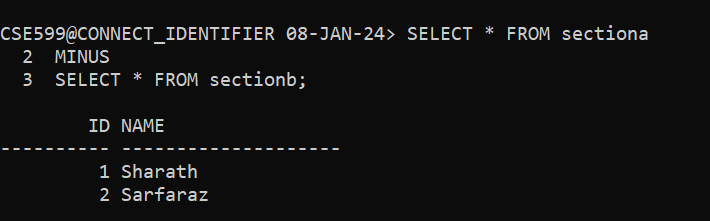 CSE599@CONNECT_IDENTIFIER 08-JAN-24> SELECT * FROM sectiona
  2  MINUS
  3  SELECT * FROM sectionb;

        ID NAME
---------- --------------------
         1 Sharath
         2 Sarfaraz